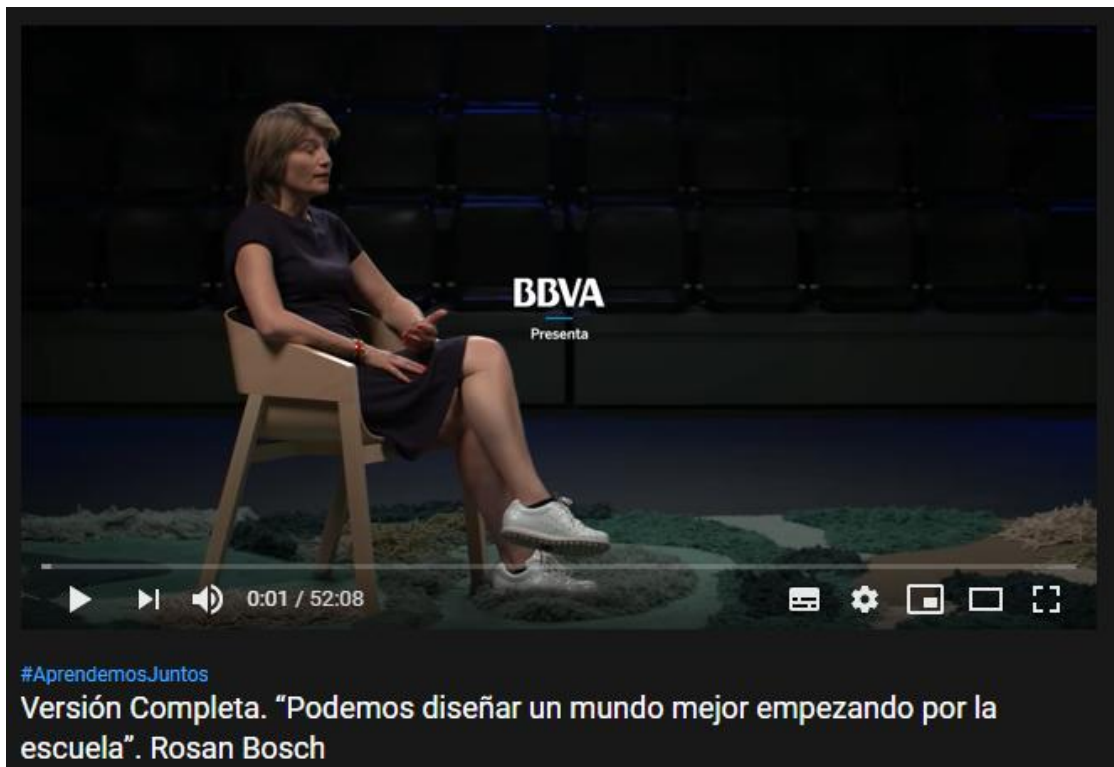 BBVA
Presenta
0:01 / 52:08
#AprendemosJuntos
Versión Completa. “Podemos diseñar un mundo mejor empezando por la
escuela”. Rosan Bosch